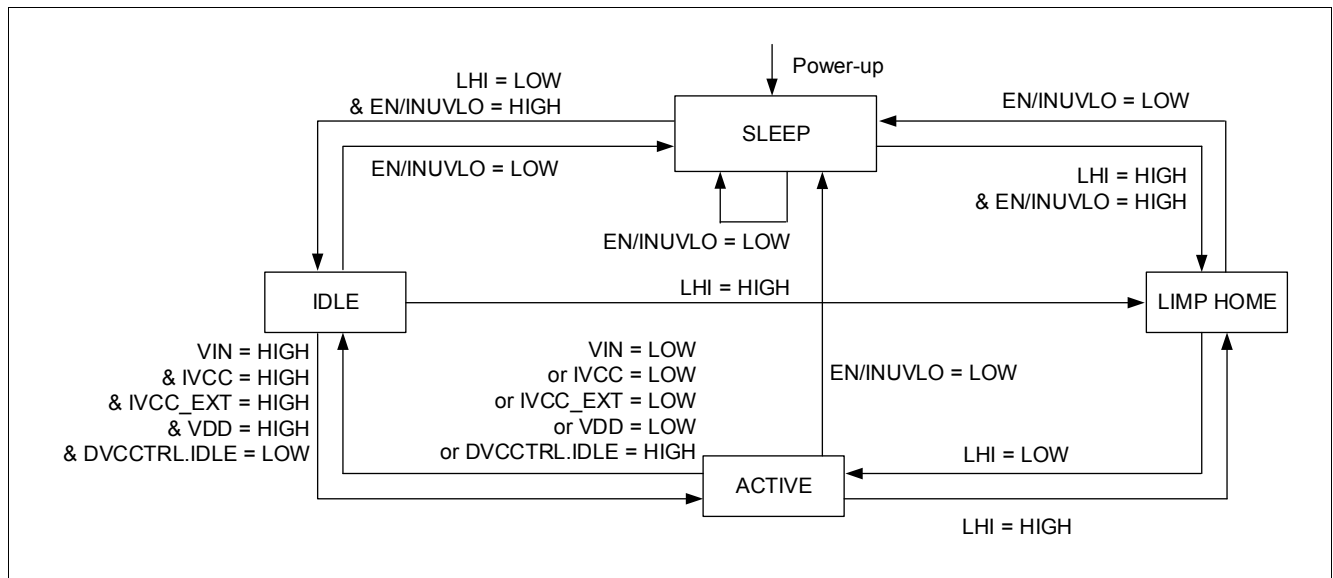 Power-up
LHI = LOW
& EN/INUVLO = HIGH
EN/INUVLO = LOW
SLEEP
EN/INUVLO = LOW
LHI = HIGH
& EN/INUVLO = HIGH
EN/INUVLO = LOW
IDLE
LHI = HIGH
LIMP HOME
VIN = HIGH
& IVCC = HIGH
& IVCC_EXT = HIGH
& VDD = HIGH
& DVCCTRL.IDLE = LOW
VIN = LOW
or IVCC = LOW
or IVCC_EXT = LOW
or VDD = LOW
or DVCCTRL.IDLE = HIGH
EN/INUVLO = LOW
LHI = LOW
ACTIVE
LHI = HIGH